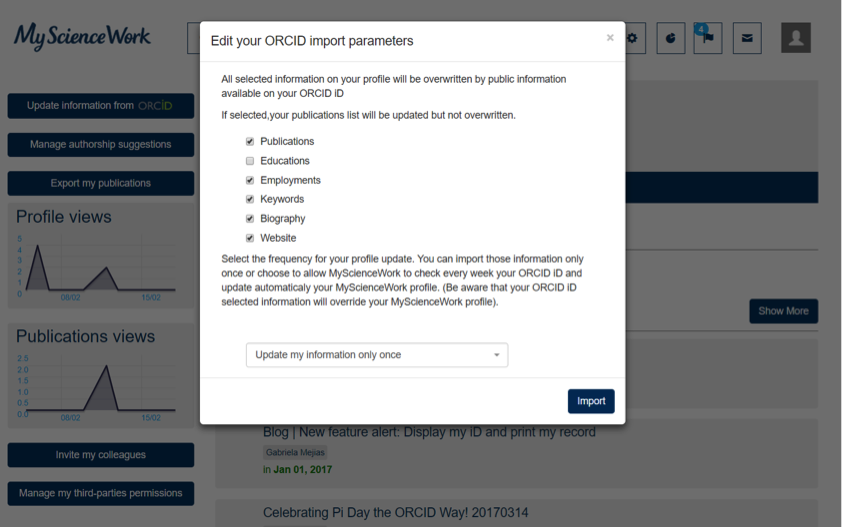 MyScienceWork
4
Edit your ORCID import parameters
×
All selected information on your profile will be overwritten by public information
available on your ORCID iD
If selected,your publications list will be updated but not overwritten.
Publications
Educations
Employments
Keywords
Biography
Website
Select the frequency for your profile update. You can import those information only
once or choose to allow MyScienceWork to check every week your ORCID iD and
update automaticaly your MyScienceWork profile. (Be aware that your ORCID iD
selected information will override your MyScienceWork profile).
Update my information only once
Import
Update information from ORCID
Manage authorship suggestions
Export my publications
Profile views
5
4
3
2
1
0
08/02
15/02
Publications views
2.5
2.0
1.5
1.0
0.5
0.0
08/02
15/02
Invite my colleagues
Manage my third-parties permissions
Show More
Blog | New feature alert: Display my iD and print my record
Gabriela Mejias
in Jan 01, 2017
Celebrating Pi Day the ORCID Way! 20170314